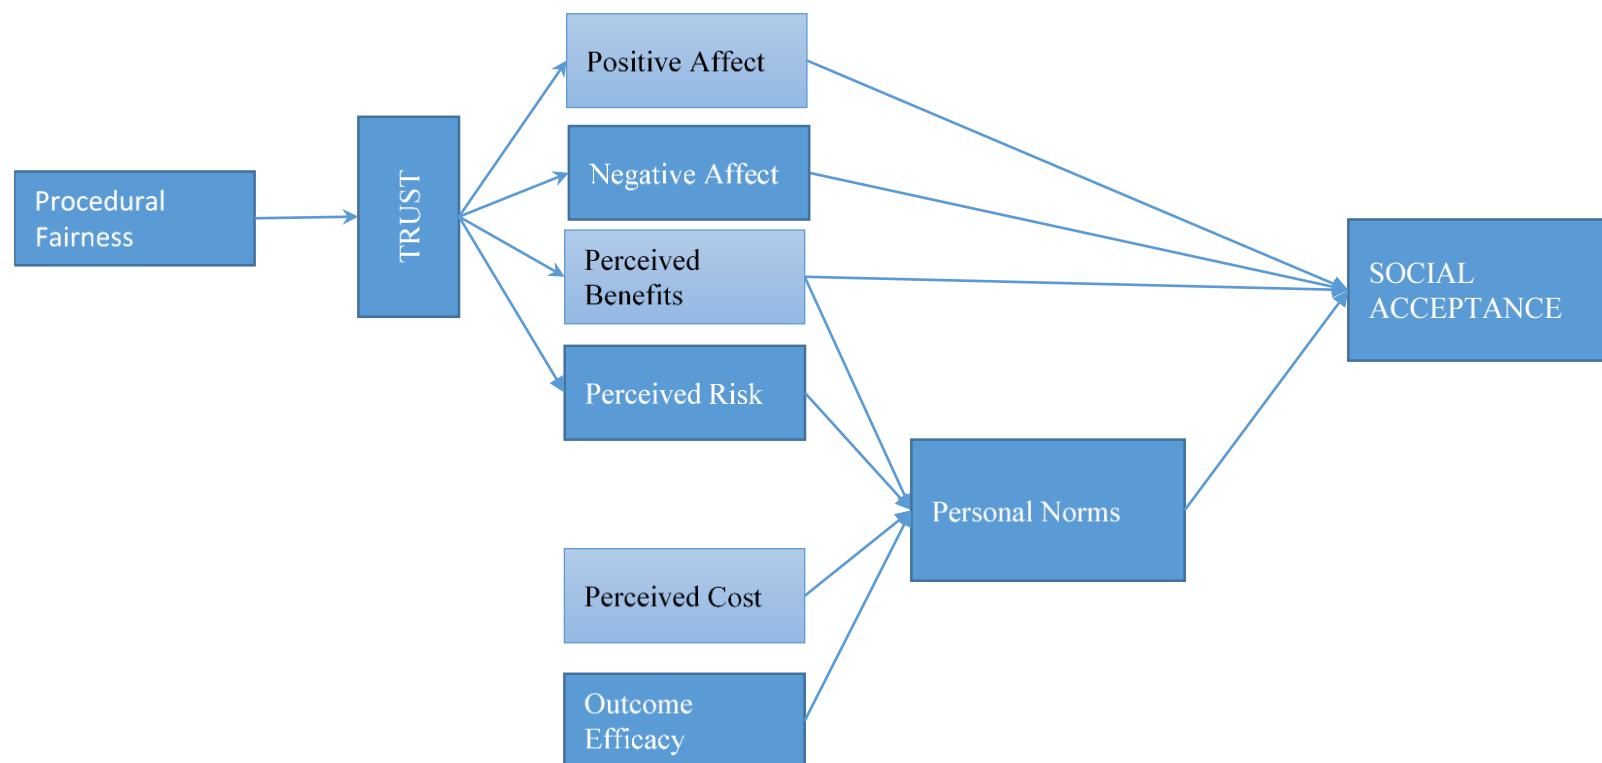 Positive Affect
Negative Affect
Procedural
Fairness
TRUST
Perceived
Benefits
SOCIAL
ACCEPTANCE
Perceived Risk
Personal Norms
Perceived Cost
Outcome
Efficacy